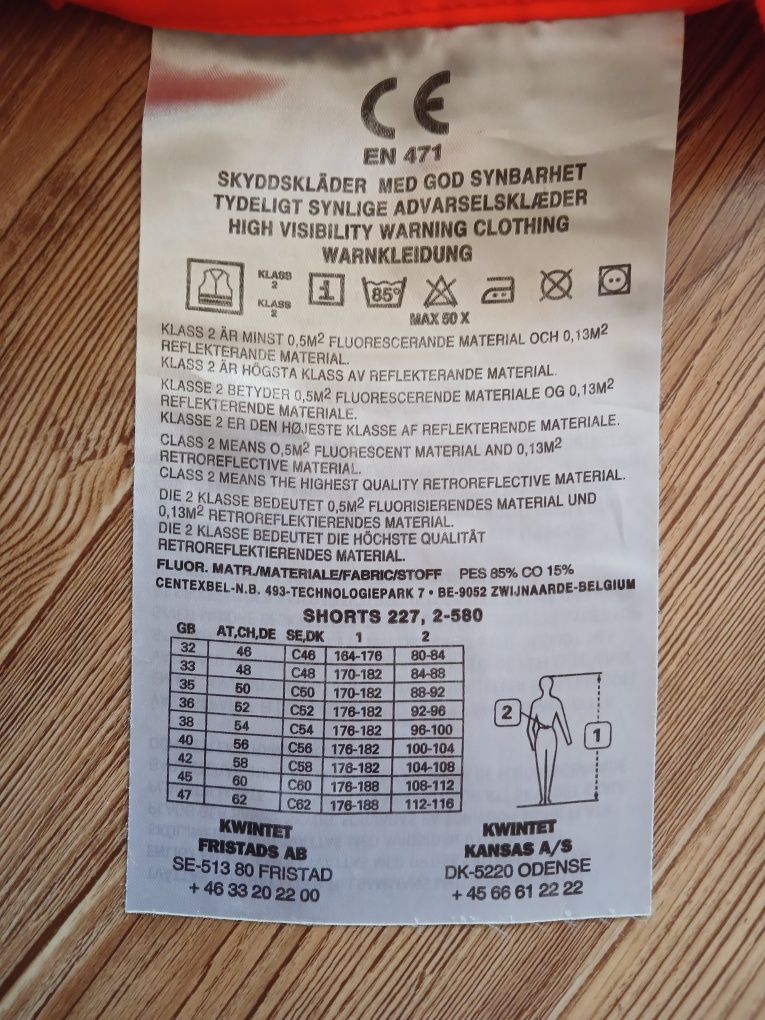 CE
EN 471
SKYDDSKLÄDER MED GOD SYNBARHET
TYDELIGT SYNLIGE ADVARSELSKLÆDER
HIGH VISIBILITY WARNING CLOTHING
WARNKLEIDUNG
KLASS
2
KLASS
2
i
85°
MAX 50 X
KLASS 2 ÄR MINST 0,5M² FLUORESCERANDE MATERIAL OCH 0,13M²
REFLEKTERANDE MATERIAL.
KLASS 2 ÄR HÖGSTA KLASS AV REFLEKTERANDE MATERIAL.
KLASSE 2 BETYDER 0,5M² FLUORESCERENDE MATERIALE OG 0,13M²
REFLEKTERENDE MATERIALE.
KLASSE 2 ER DEN HØJESTE KLASSE AF REFLEKTERENDE MATERIALE.
CLASS 2 MEANS O,5M² FLUORESCENT MATERIAL AND 0,13M²
RETROREFLECTIVE MATERIAL.
CLASS 2 MEANS THE HIGHEST QUALITY RETROREFLECTIVE MATERIAL.
DIE 2 KLASSE BEDEUTET 0,5M² FLUORISIERENDES MATERIAL UND
0,13M² RETROREFLEKTIERENDES MATERIAL.
DIE 2 KLASSE BEDEUTET DIE HÖCHSTE QUALITÄT
RETROREFLEKTIERENDES MATERIAL.
FLUOR. MATR./MATERIALE/FABRIC/STOFF PES 85% CO 15%
CENTEXBEL-N.B. 493-TECHNOLOGIEPARK 7 • BE-9052 ZWIJNAARDE-BELGIUM
SHORTS 227, 2-580
GB AT,CH,DE SE,DK 1 2
32 46 C46 164-176 80-84
33 48 C48 170-182 84-88
35 50 C50 170-182 88-92
36 52 C52 176-182 92-96
38 54 C54 176-182 96-100
40 56 C56 176-182 100-104
42 58 C58 176-182 104-108
45 60 C60 176-188 108-112
47 62 C62 176-188 112-116
2
1
KWINTET
FRISTADS AB
SE-513 80 FRISTAD
+ 46 33 20 22 00
KWINTET
KANSAS A/S
DK-5220 ODENSE
+ 45 66 61 22 22